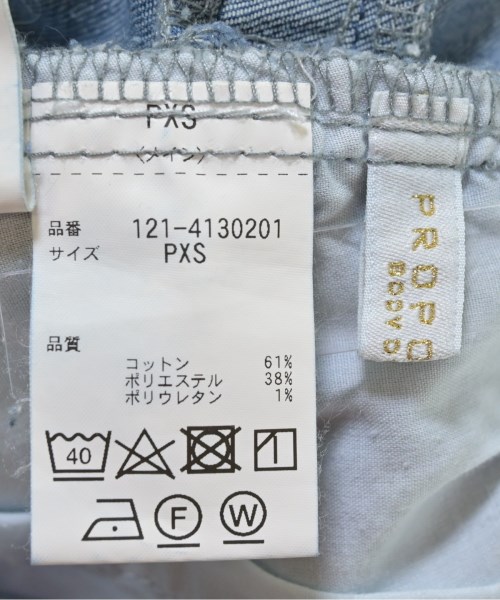 PXS
(メイン)
品番 121-4130201
サイズ PXS
品質
コットン 61%
ポリエステル 38%
ポリウレタン 1%
40
F W
PROPO
BODY D